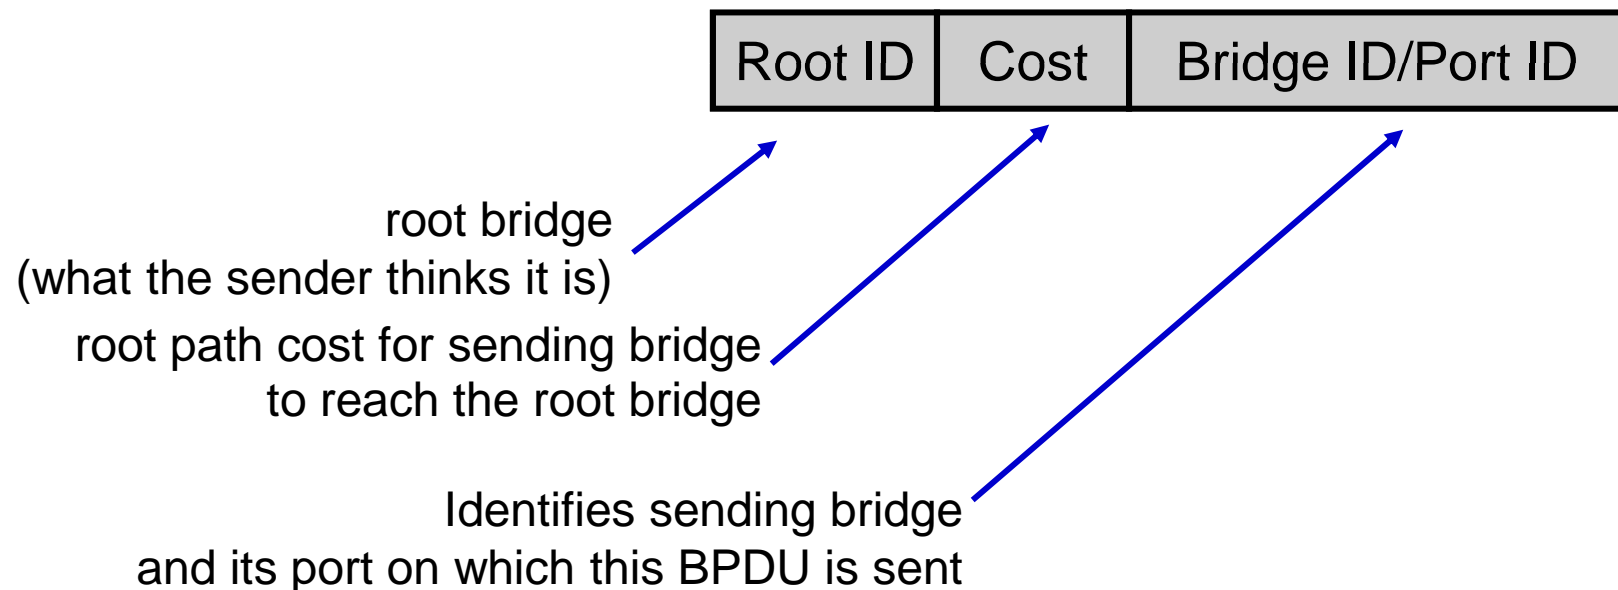 Root ID Cost Bridge ID/Port ID
root bridge
(what the sender thinks it is)
root path cost for sending bridge
to reach the root bridge
Identifies sending bridge
and its port on which this BPDU is sent